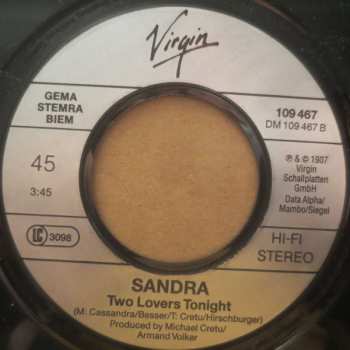 Virgin
GEMA
STEMRA
BIEM
109 467
DM 109 467 B
45
3:45
℗ & © 1987
Virgin
Schallplatten
GmbH
Data Alpha/
Mambo/Siegel
LC 3098
HI-FI
STEREO
SANDRA
Two Lovers Tonight
(M: Cassandra/Besser/T: Cretu/Hirschburger)
Produced by Michael Cretu/
Armand Volker